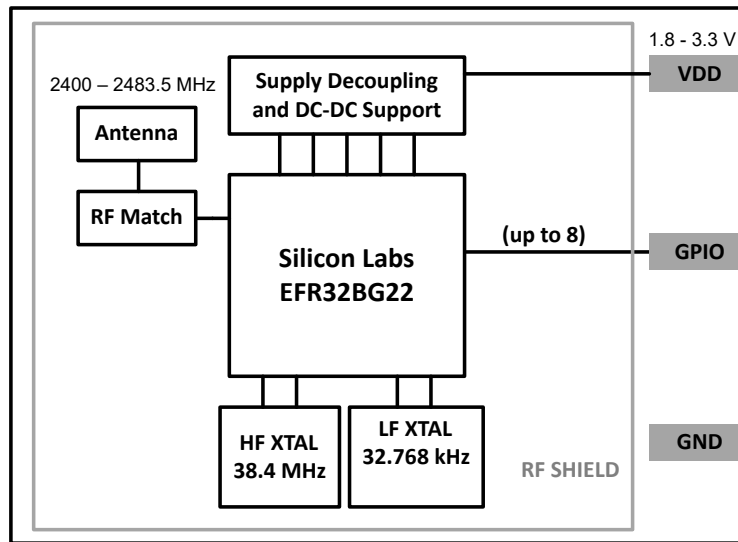 1.8 - 3.3 V
VDD
Supply Decoupling
and DC-DC Support
2400 – 2483.5 MHz
Antenna
RF Match
Silicon Labs
EFR32BG22
(up to 8)
GPIO
HF XTAL
38.4 MHz
LF XTAL
32.768 kHz
RF SHIELD
GND